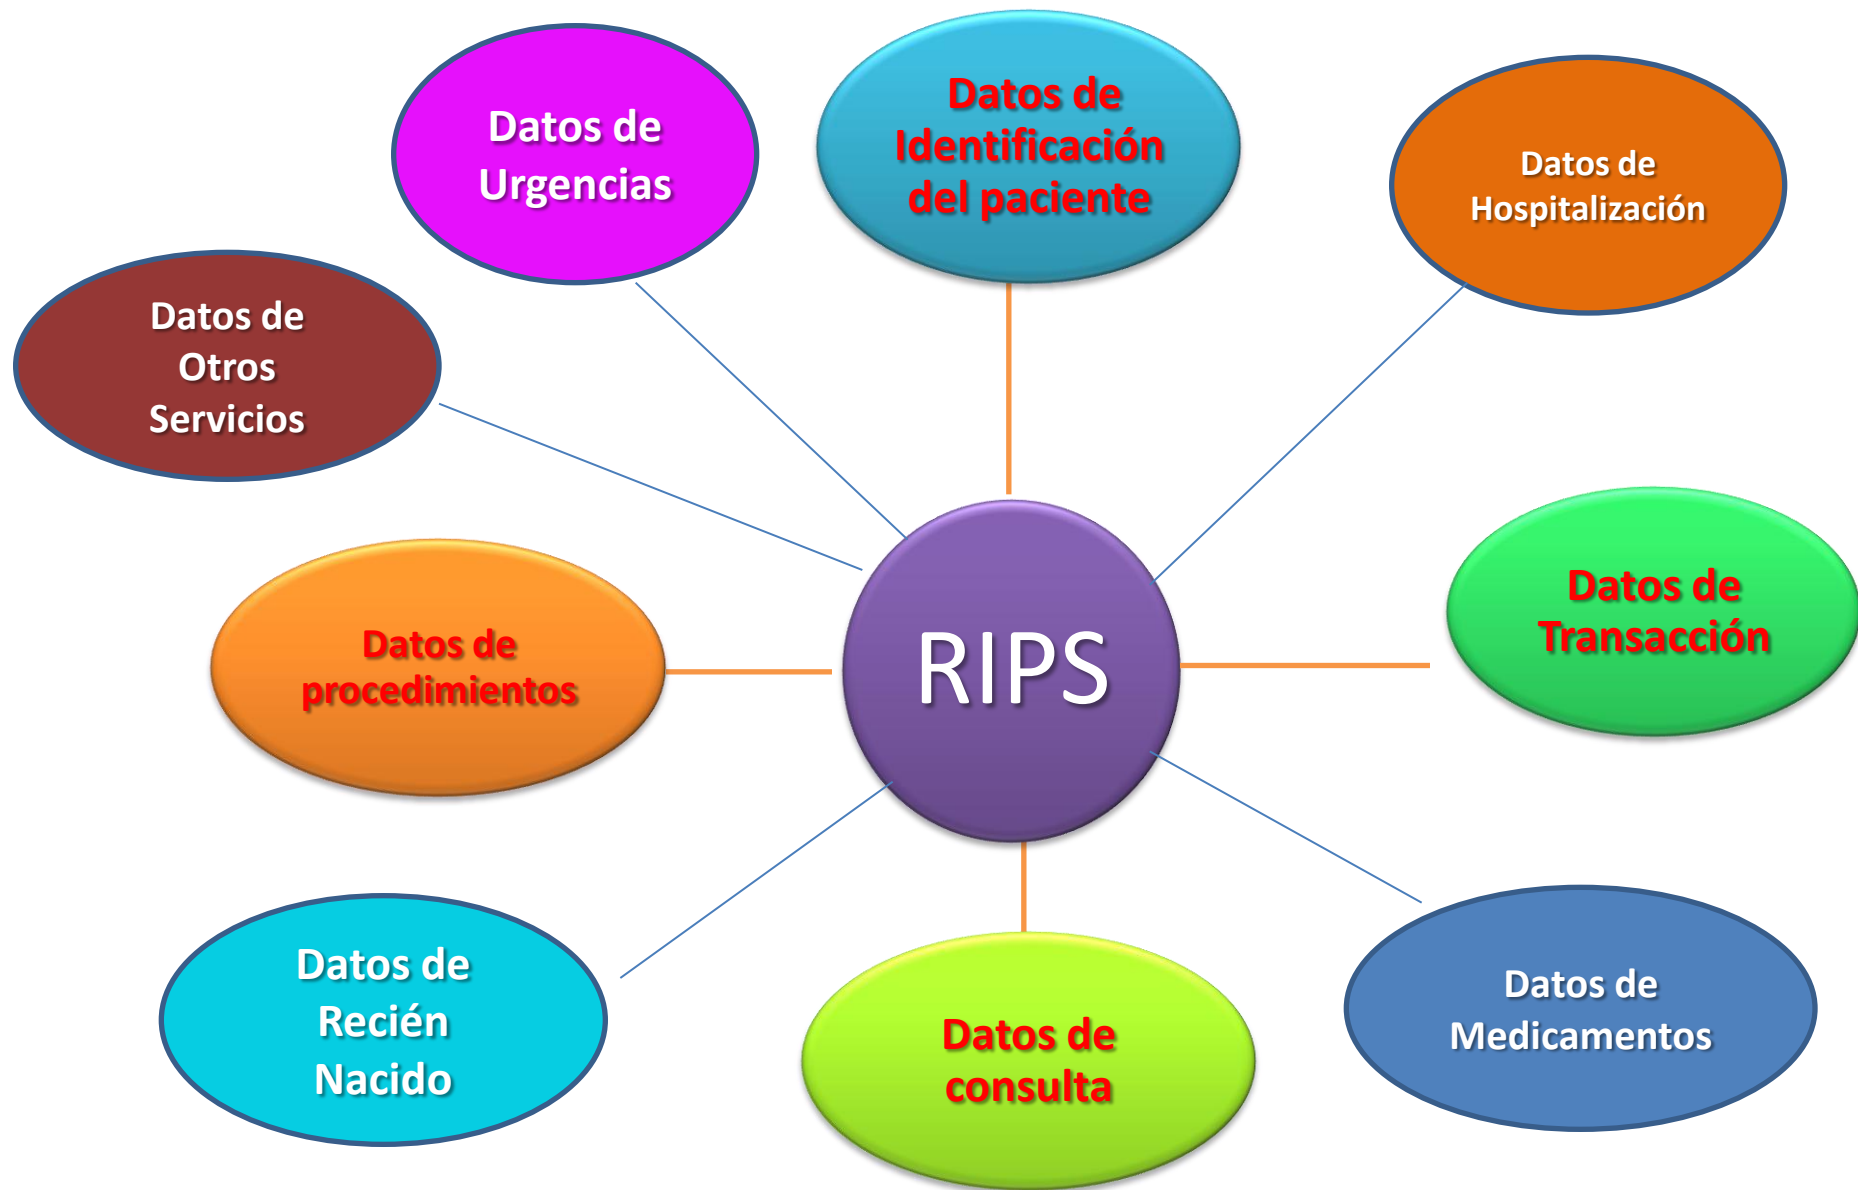 Datos de
Urgencias
Datos de
Identificación
del paciente
Datos de
Hospitalización
Datos de
Otros
Servicios
Datos de
procedimientos
RIPS
Datos de
Transacción
Datos de
Recién
Nacido
Datos de
consulta
Datos de
Medicamentos